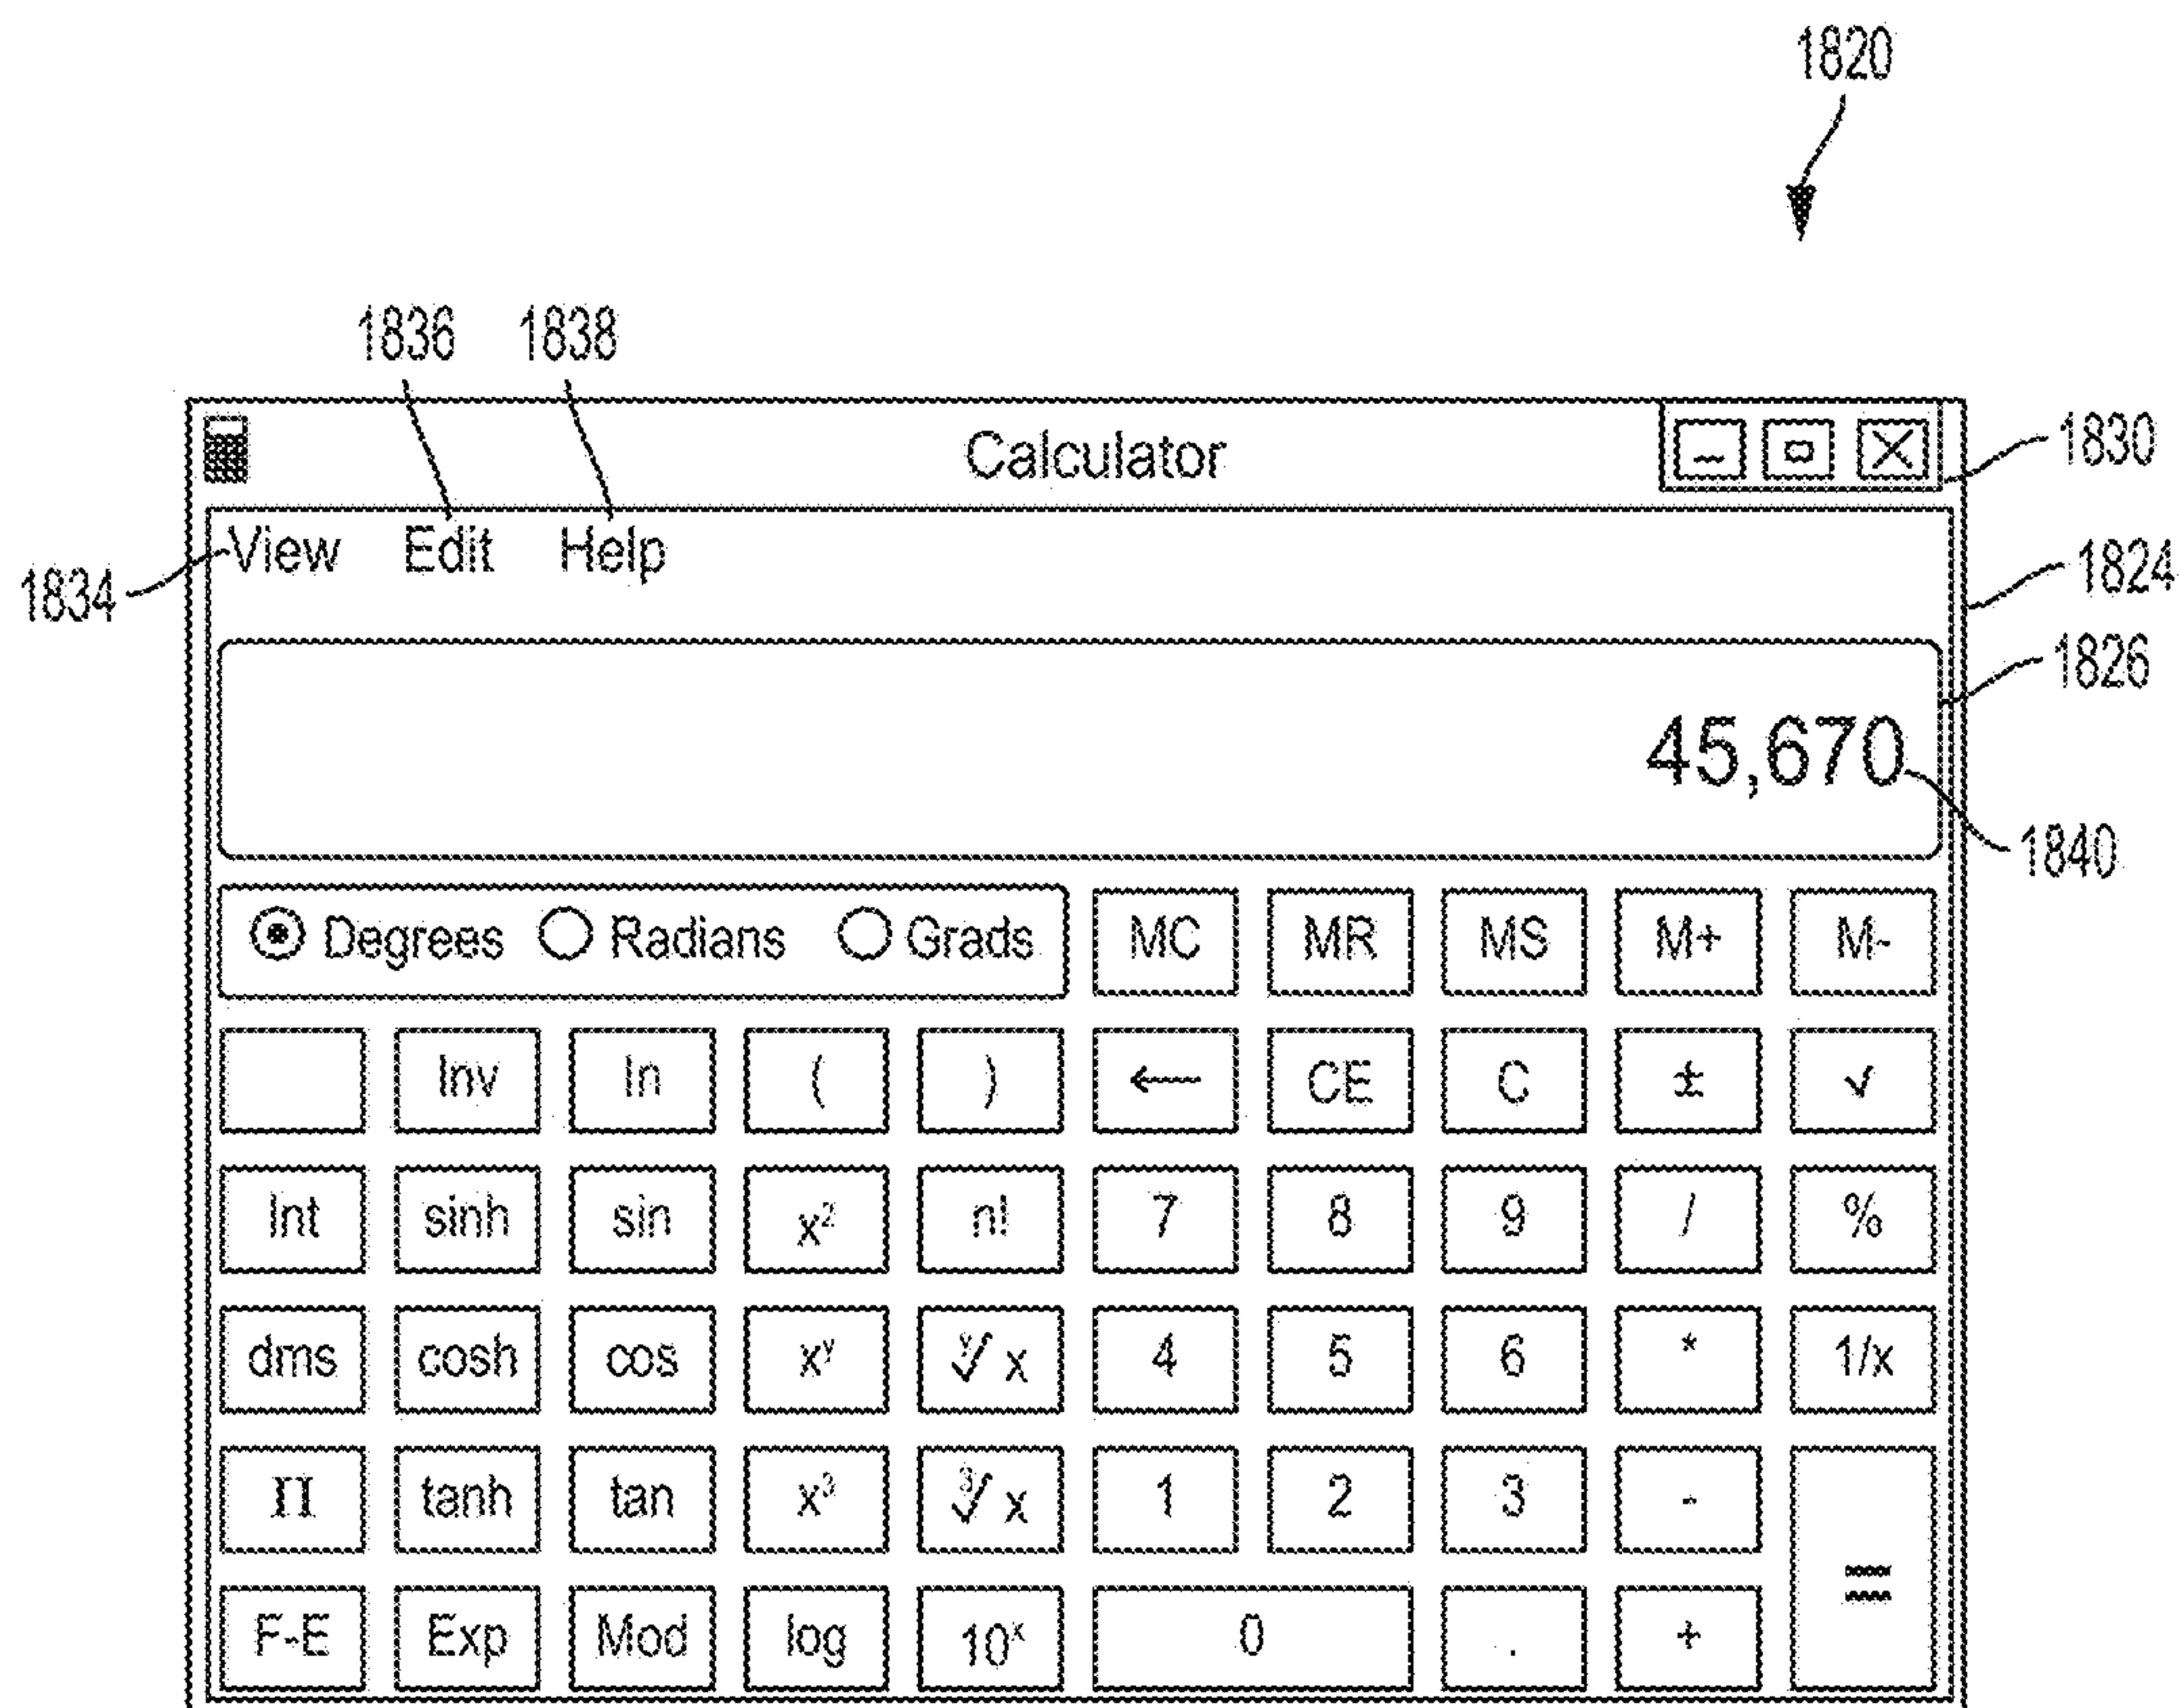 1820
1836 1838
Calculator
1830
View Edit Help
1834
1824
1826
45,670
1840
Degrees Radians Grads MC MR MS M+ M-
Inv In ( ) ← CE C ± √
Int sinh sin x² n! 7 8 9 / %
dms cosh cos xʸ ʸ√x 4 5 6 * 1/x
Π tanh tan x³ ³√x 1 2 3 - =
F-E Exp Mod log 10ˣ 0 . +